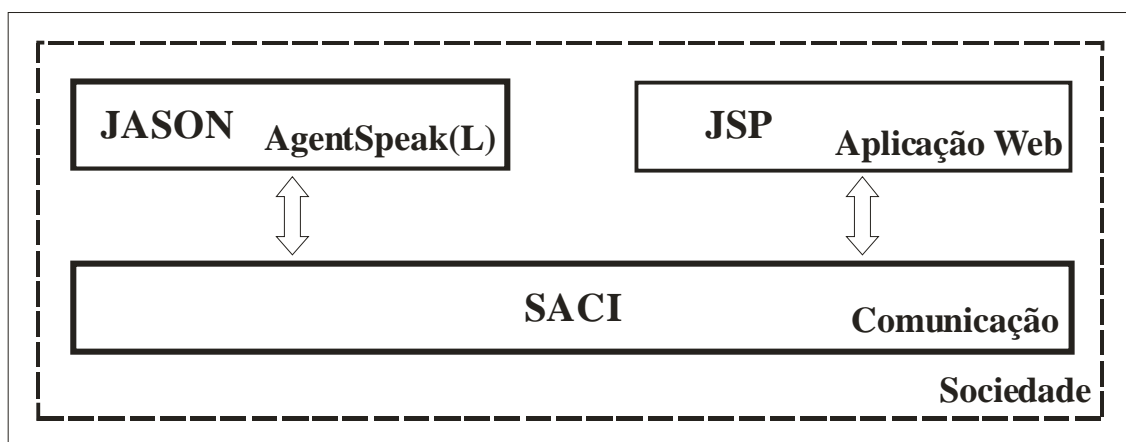 JASON
AgentSpeak(L)
JSP
Aplicação Web
SACI
Comunicação
Sociedade